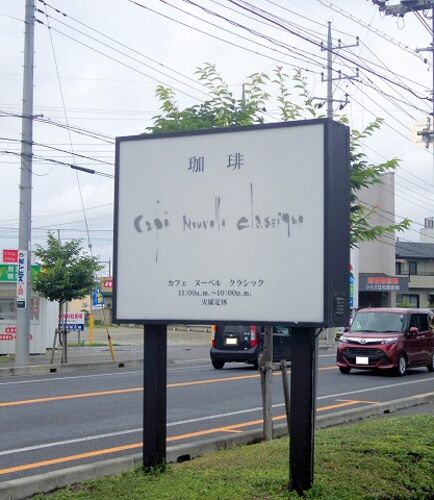 珈 琲
Café Nouvelle classique
カフェ ヌーベル クラシック
11:00a.m.〜10:00p.m.
火曜定休